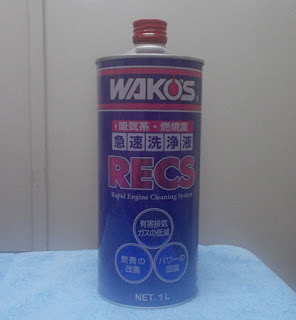 WAKO'S
吸気系・燃焼室
急速洗浄液
RECS
Rapid Engine Cleaning System
有害排気
ガスの低減
燃費の
改善
パワーの
回復
NET. 1L